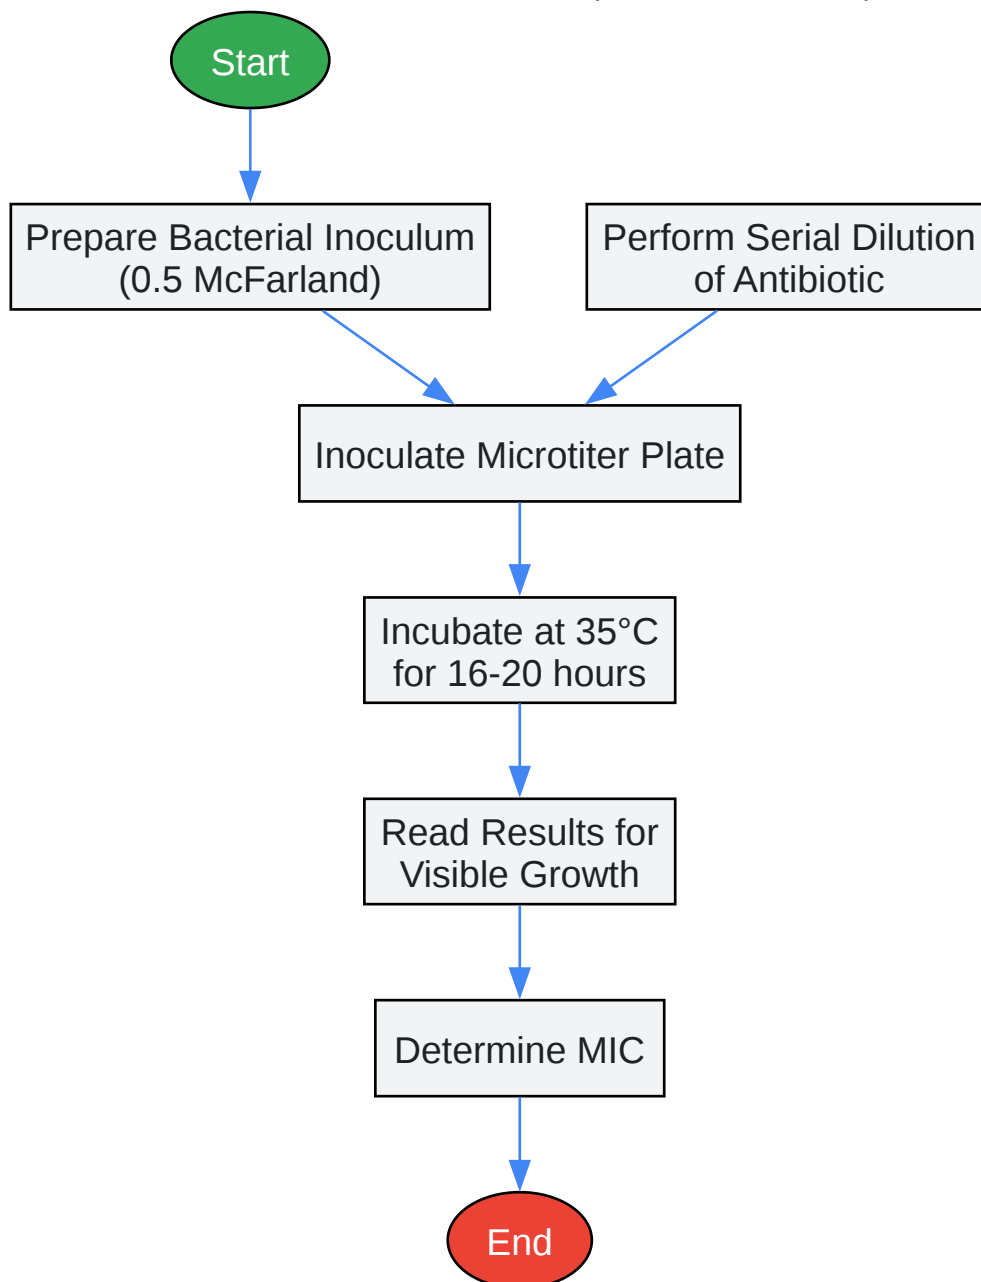 Start
Prepare Bacterial Inoculum
(0.5 McFarland)
Perform Serial Dilution
of Antibiotic
Inoculate Microtiter Plate
Incubate at 35°C
for 16-20 hours
Read Results for
Visible Growth
Determine MIC
End